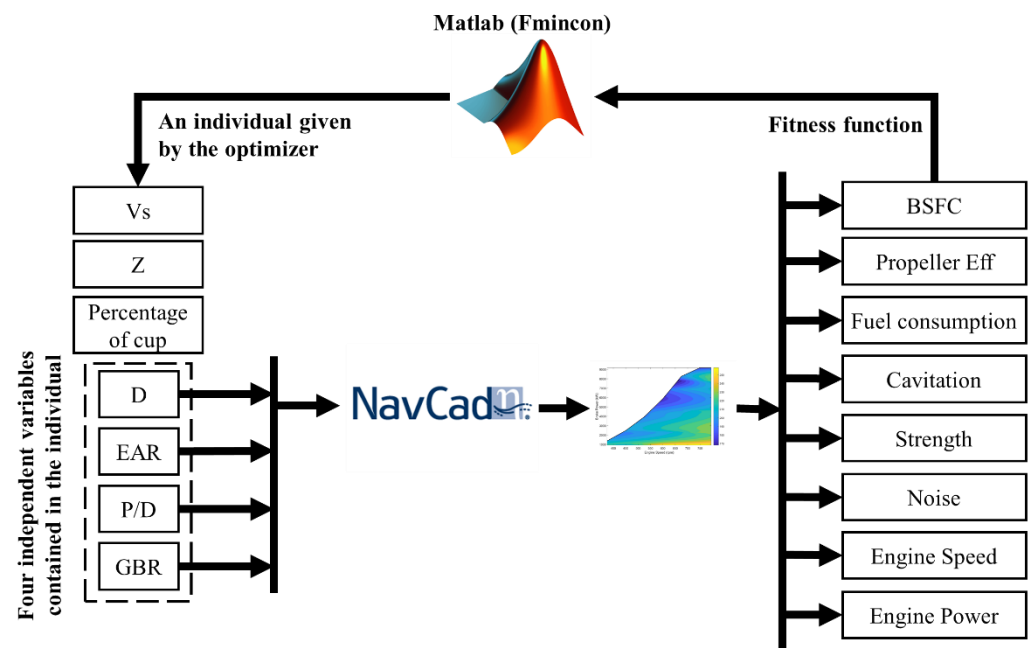 Matlab (Fmincon)
An individual given
by the optimizer
Fitness function
Vs
Z
Percentage
of cup
Four independent variables
contained in the individual
D
EAR
P/D
GBR
NavCad
BSFC
Propeller Eff
Fuel consumption
Cavitation
Strength
Noise
Engine Speed
Engine Power